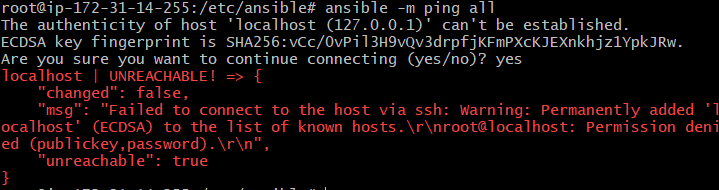 root@ip-172-31-14-255:/etc/ansible# ansible -m ping all
The authenticity of host 'localhost (127.0.0.1)' can't be established.
ECDSA key fingerprint is SHA256:vCc/OvPil3H9vQv3drpfjKFmPXcKJEXnkhjz1YpkJRw.
Are you sure you want to continue connecting (yes/no)? yes
localhost | UNREACHABLE! => {
    "changed": false,
    "msg": "Failed to connect to the host via ssh: Warning: Permanently added 'l
ocalhost' (ECDSA) to the list of known hosts.\r\nroot@localhost: Permission deni
ed (publickey,password).\r\n",
    "unreachable": true
}